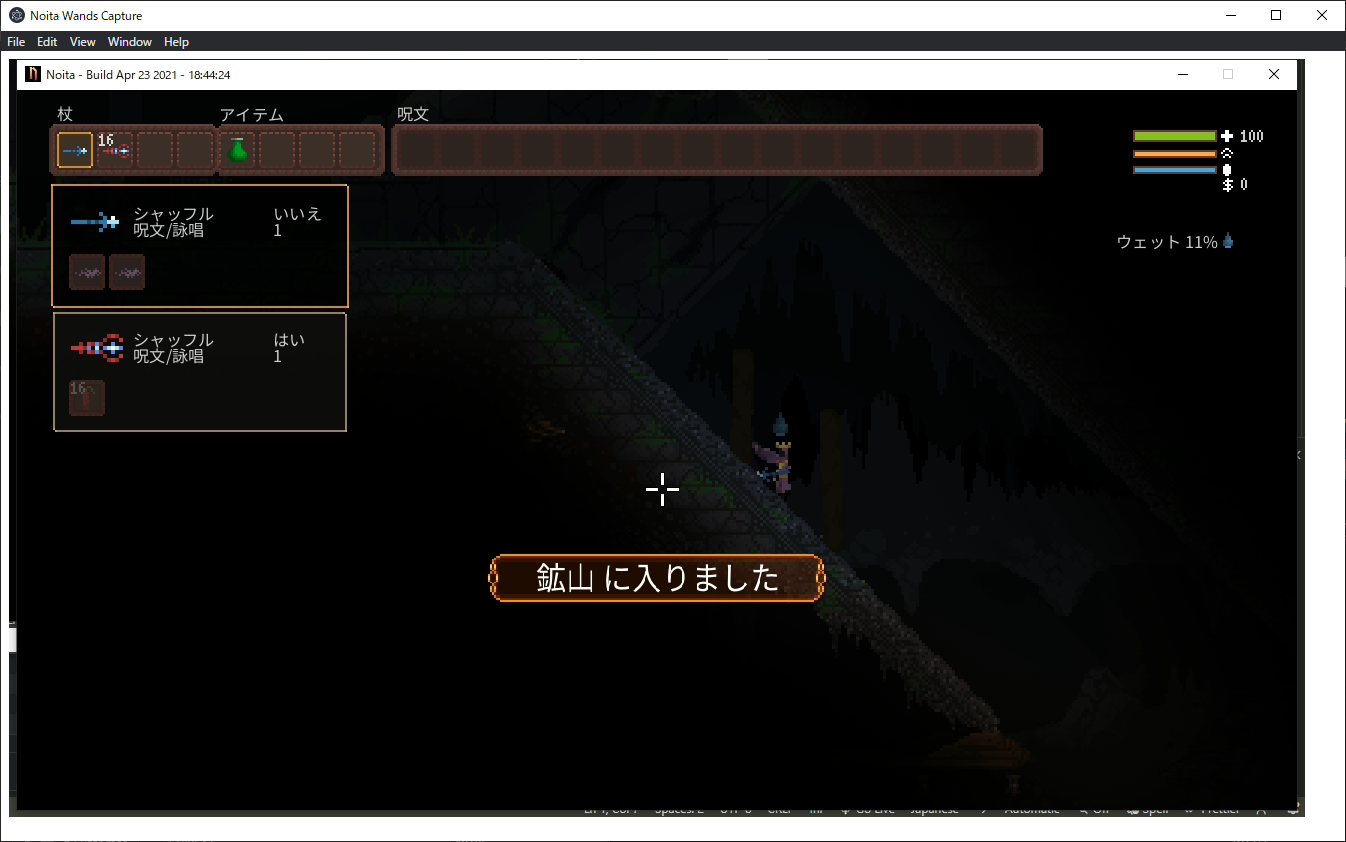 Noita Wands Capture
File Edit View Window Help
Noita - Build Apr 23 2021 - 18:44:24
杖 アイテム 呪文
16
100
$ 0
シャッフル いいえ
呪文/詠唱 1
ウェット 11%
シャッフル はい
呪文/詠唱 1
16
鉱山 に入りました